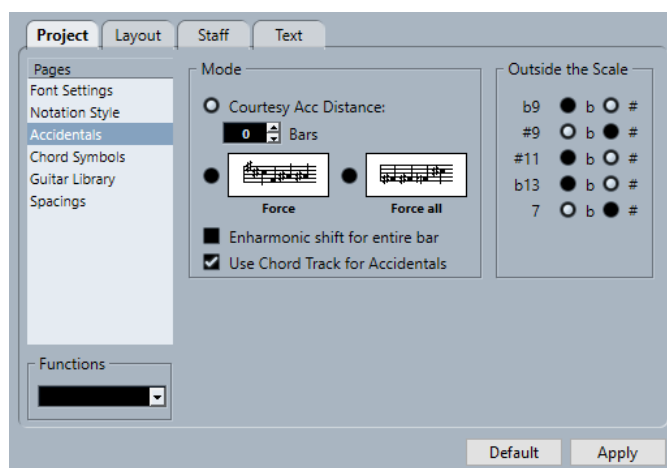 Project Layout Staff Text
Pages
Font Settings
Notation Style
Accidentals
Chord Symbols
Guitar Library
Spacings
Functions
Mode
Courtesy Acc Distance:
0 Bars
Force Force all
Enharmonic shift for entire bar
Use Chord Track for Accidentals
Outside the Scale
b9 b #
#9 b #
#11 b #
b13 b #
7 b #
Default Apply